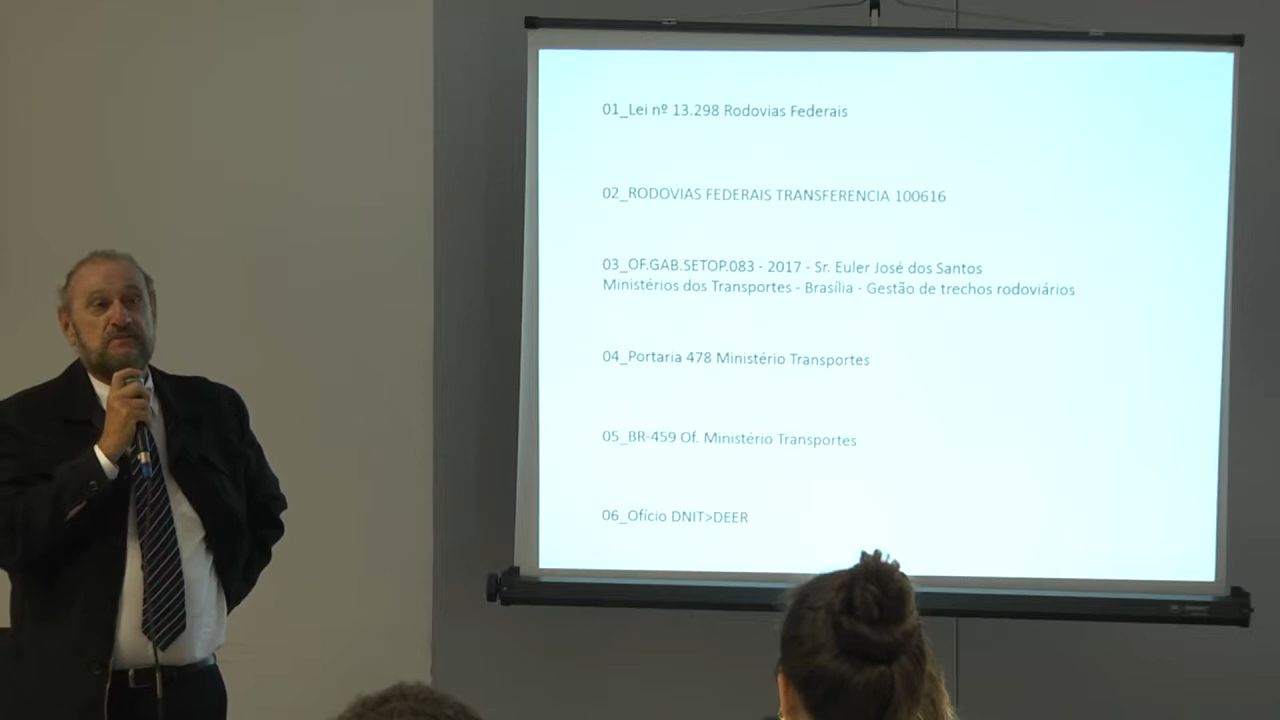 01_Lei nº 13.298 Rodovias Federais
02_RODOVIAS FEDERAIS TRANSFERENCIA 100616
03_OF.GAB.SETOP.083 - 2017 - Sr. Euler José dos Santos
Ministérios dos Transportes - Brasília - Gestão de trechos rodoviários
04_Portaria 478 Ministério Transportes
05_BR-459 Of. Ministério Transportes
06_Ofício DNIT>DEER